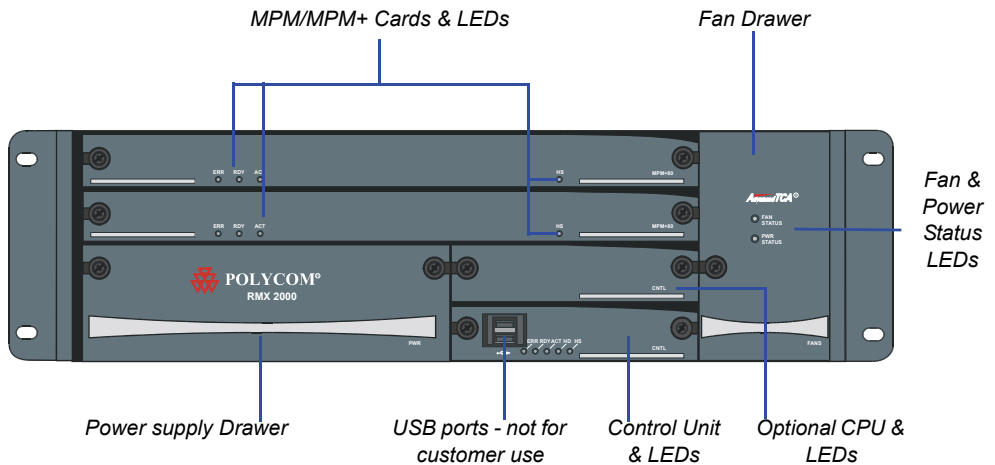 MPM/MPM+ Cards & LEDs
Fan Drawer
ERR RDY AC
HS
MPM+80
ERR RDY ACT
HS
MPM+80
AdvancedTCA®
FAN
STATUS
PWR
STATUS
Fan &
Power
Status
LEDs
POLYCOM®
RMX 2000
CNTL
PWR
ERR RDY ACT HD HS
CNTL
FANS
Power supply Drawer
USB ports - not for
customer use
Control Unit
& LEDs
Optional CPU &
LEDs